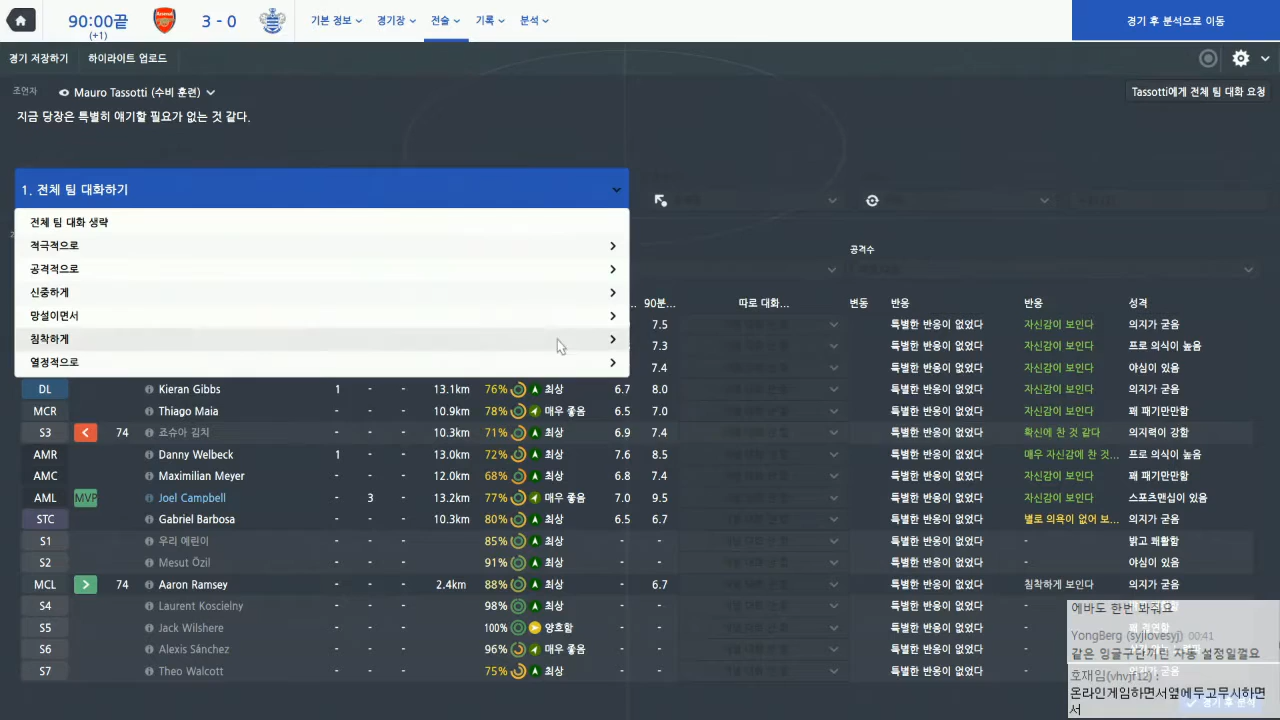 90:00끝
(+1)
3 - 0
기본 정보
경기장
전술
기록
분석
경기 후 분석으로 이동
경기 저장하기
하이라이트 업로드
조언자
Mauro Tassotti (수비 훈련)
Tassotti에게 전체 팀 대화 요청
지금 당장은 특별히 얘기할 필요가 없는 것 같다.
1. 전체 팀 대화하기
전체 팀 대화 생략
적극적으로
공격적으로
신중하게
망설이면서
침착하게
열정적으로
공격수
90분... 따로 대화... 변동 반응 반응 성격
7.5 특별한 반응이 없었다 자신감이 보인다 의지가 굳음
7.3 특별한 반응이 없었다 자신감이 보인다 프로 의식이 높음
7.4 특별한 반응이 없었다 자신감이 보인다 야심이 있음
DL Kieran Gibbs 1 - - 13.1km 76% 최상 6.7 8.0 특별한 반응이 없었다 자신감이 보인다 의지가 굳음
MCR Thiago Maia - - - 10.9km 78% 매우 좋음 6.5 7.0 특별한 반응이 없었다 자신감이 보인다 꽤 패기만만함
S3 74 죠슈아 김치 - - - 10.3km 71% 최상 6.9 7.4 특별한 반응이 없었다 확신에 찬 것 같다 의지력이 강함
AMR Danny Welbeck 1 - - 13.0km 72% 최상 7.6 8.5 특별한 반응이 없었다 매우 자신감에 찬 것... 프로 의식이 높음
AMC Maximilian Meyer - - - 12.0km 68% 최상 6.8 7.4 특별한 반응이 없었다 자신감이 보인다 꽤 패기만만함
AML MVP Joel Campbell - 3 - 13.2km 77% 매우 좋음 7.0 9.5 특별한 반응이 없었다 자신감이 보인다 스포츠맨십이 있음
STC Gabriel Barbosa - - - 10.3km 80% 최상 6.5 6.7 특별한 반응이 없었다 별로 의욕이 없어 보... 의지가 굳음
S1 우리 예린이 - - - 85% 최상 - - 특별한 반응이 없었다 - 밝고 쾌활함
S2 Mesut Özil - - - 91% 최상 - - 특별한 반응이 없었다 - 야심이 있음
MCL 74 Aaron Ramsey - - - 2.4km 88% 최상 - 6.7 특별한 반응이 없었다 침착하게 보인다 의지가 굳음
S4 Laurent Koscielny - - - 98% 최상 - - 특별한 반응이 없었다 -
S5 Jack Wilshere - - - 100% 양호함 - - 특별한 반응이 없었다 -
S6 Alexis Sánchez - - - 96% 매우 좋음 - - 특별한 반응이 없었다
S7 Theo Walcott - - - 75% 최상 - - 특별한 반응이 없었다
에바도 한번 봐줘요
YongBerg (syjlovesyj) 00:41
같은 잉글구단끼린 자동 설정일껄요
호재임(vhvjf12) :
온라인게임하면서옆에두고무시하면
서